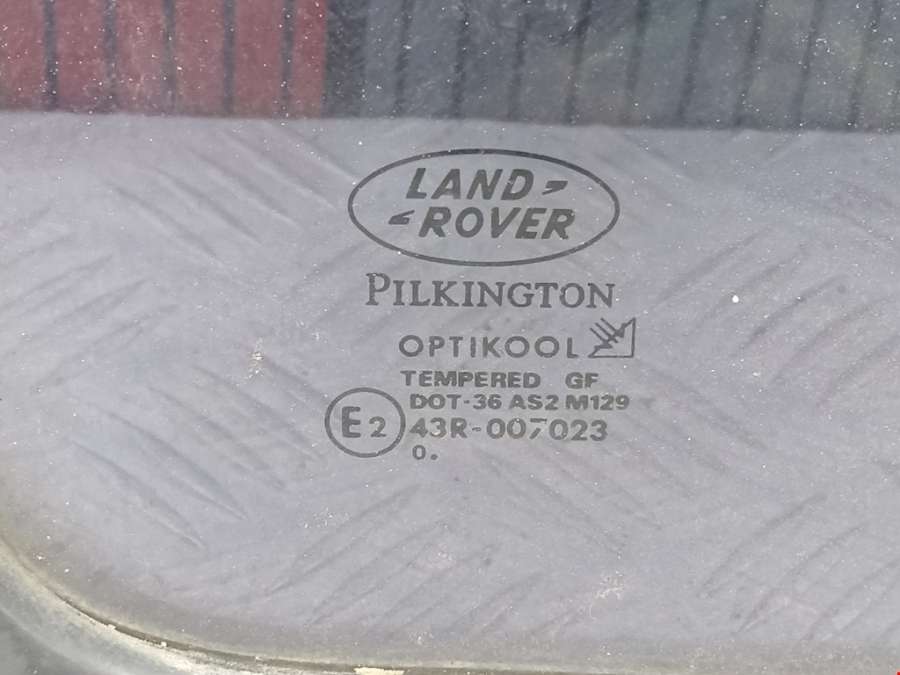 LAND
ROVER
PILKINGTON
OPTIKOOL
TEMPERED GF
DOT-36 AS2 M129
E2 43R-007023
0.